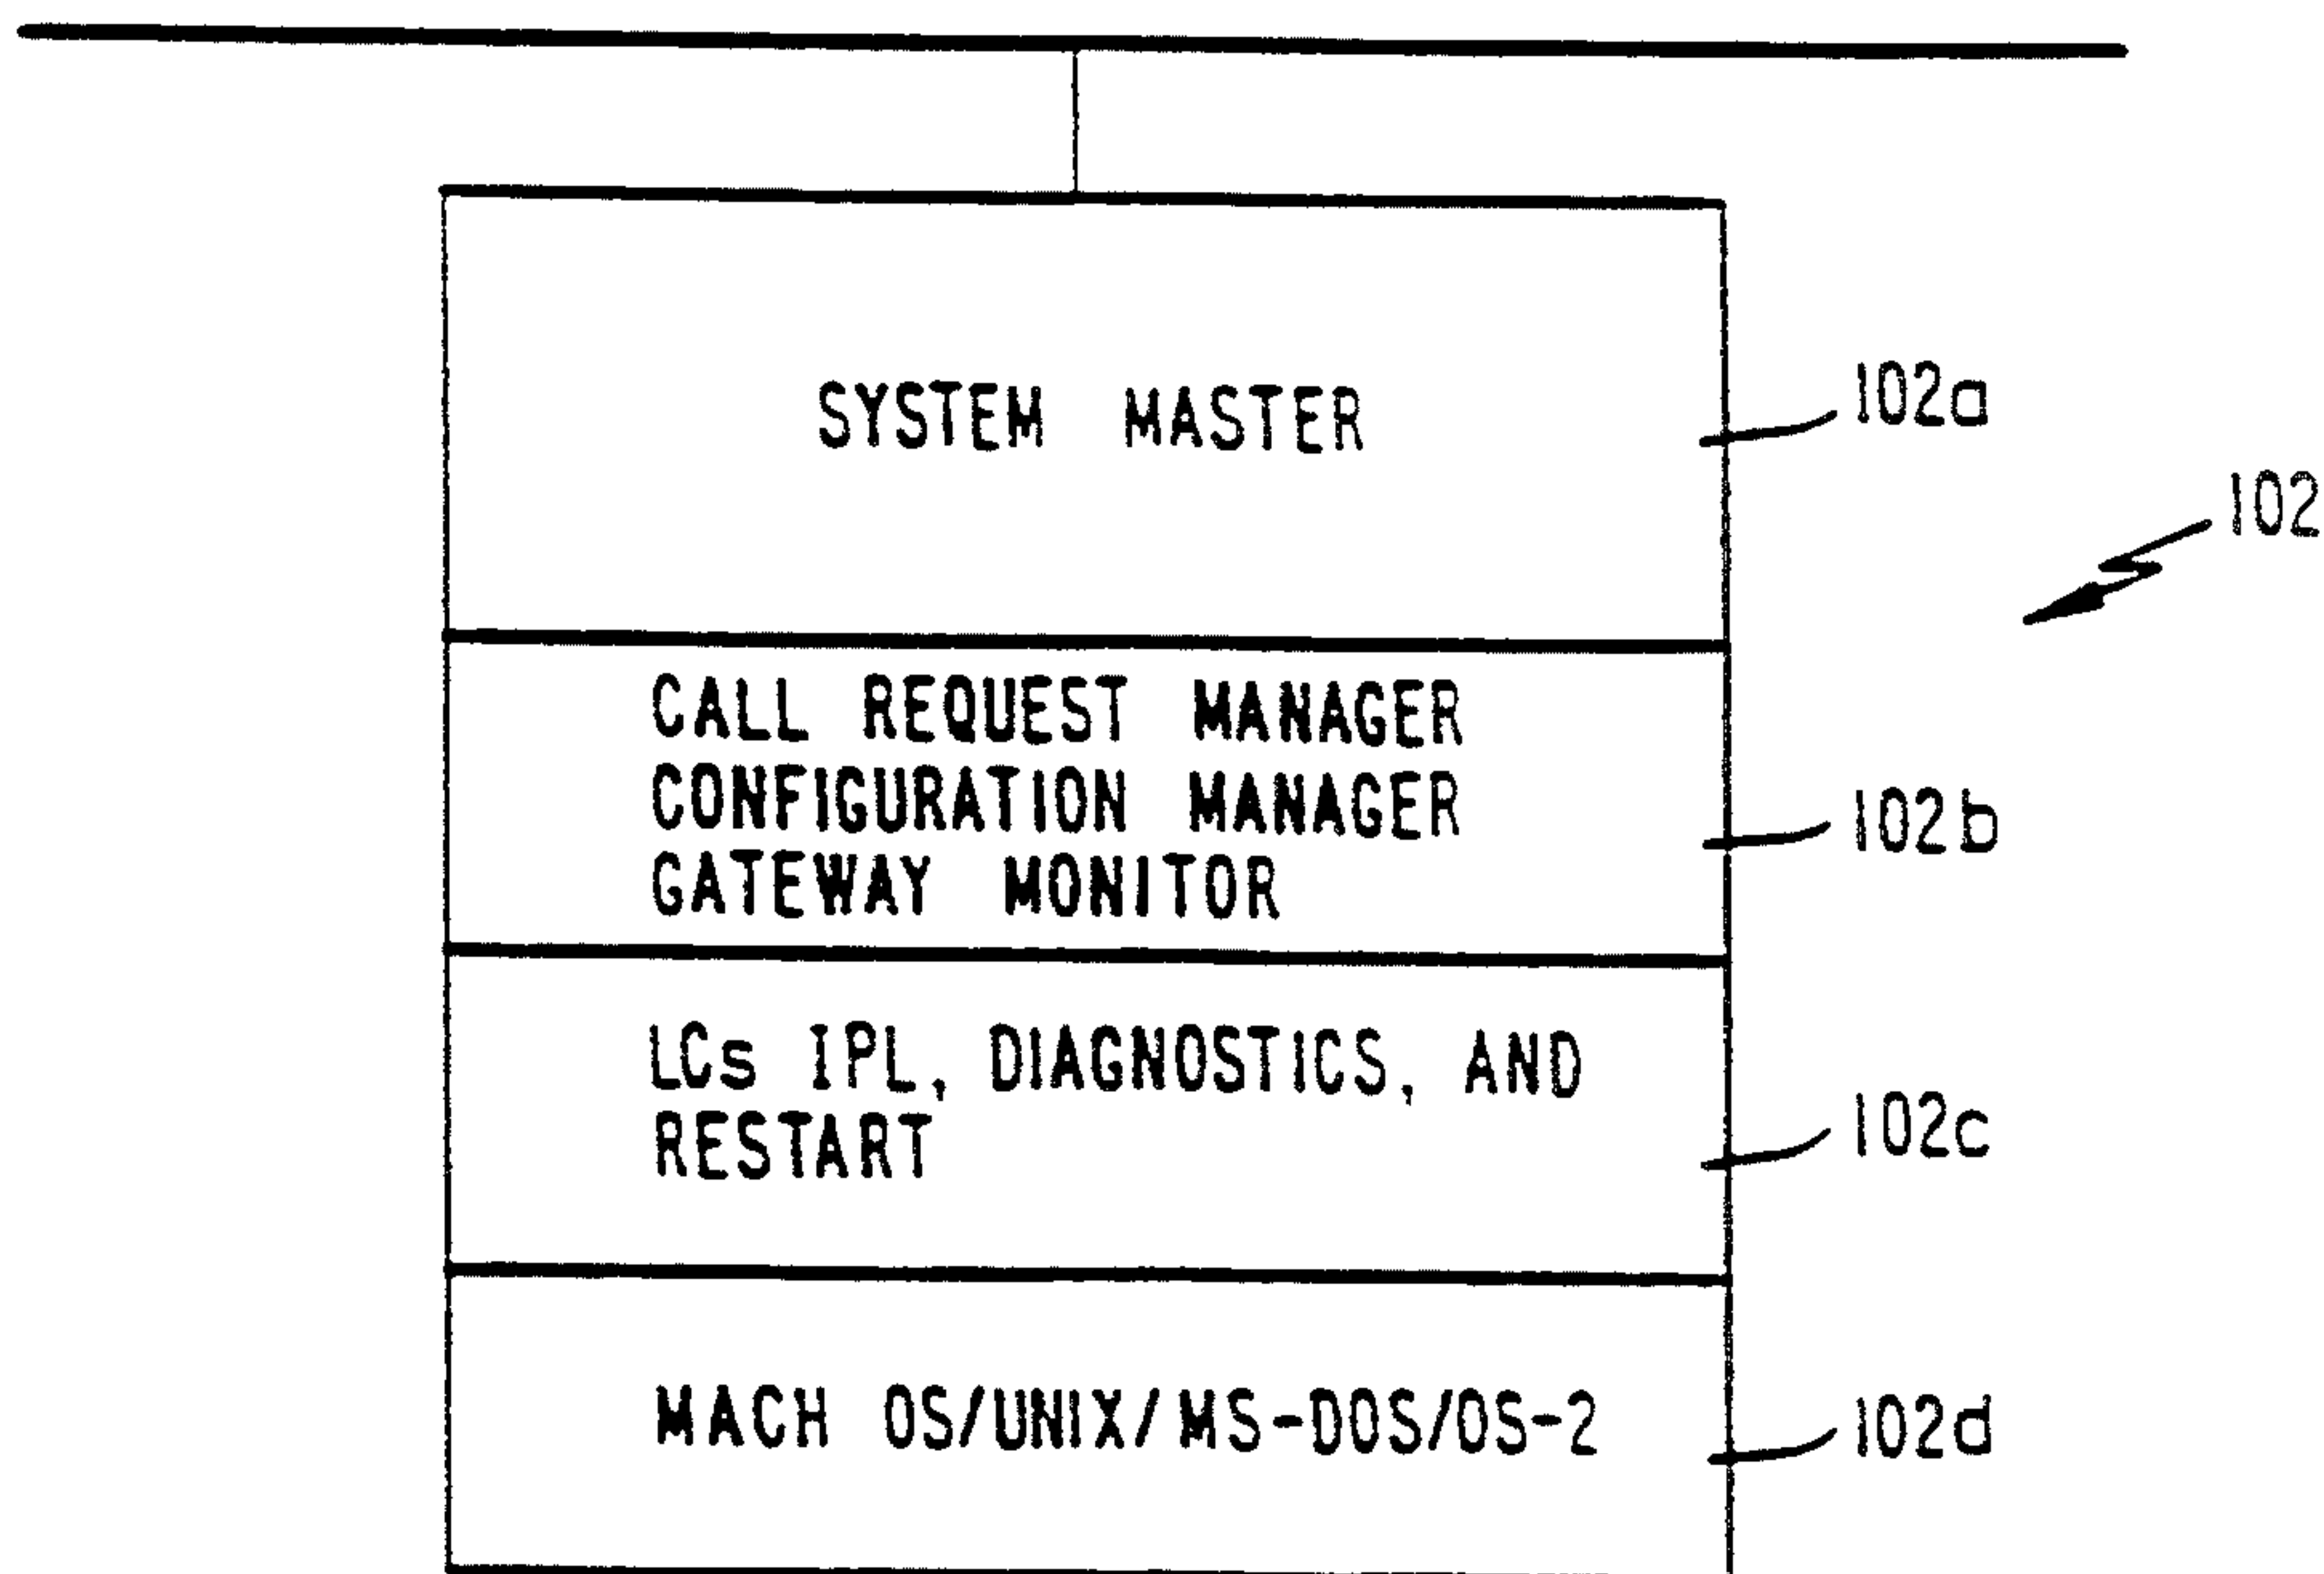 SYSTEM MASTER
102a
102
CALL REQUEST MANAGER
CONFIGURATION MANAGER
102b
GATEWAY MONITOR
LCs IPL, DIAGNOSTICS, AND
RESTART
102c
MACH OS/UNIX/MS-DOS/OS-2
102d